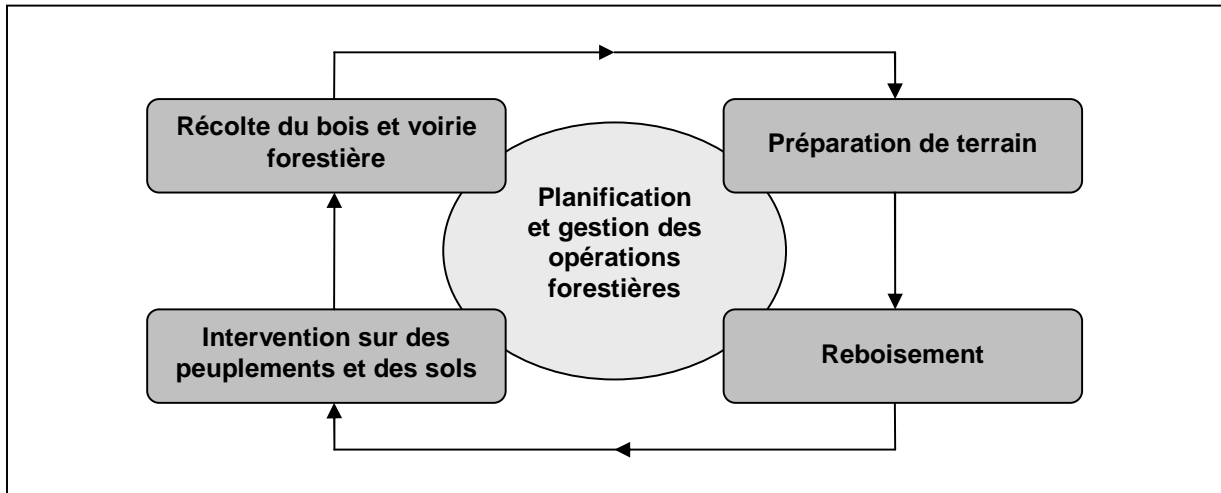 Récolte du bois et voirie
forestière
Préparation de terrain
Planification
et gestion des
opérations
forestières
Intervention sur des
peuplements et des sols
Reboisement